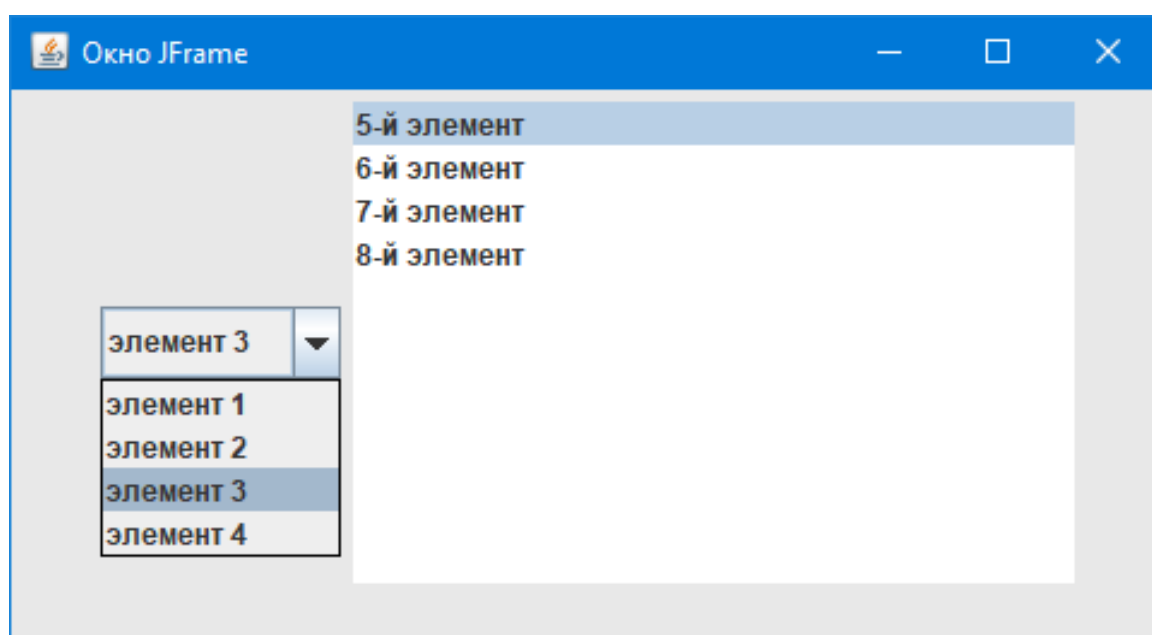 Окно JFrame
5-й элемент
6-й элемент
7-й элемент
8-й элемент
элемент 3
элемент 1
элемент 2
элемент 3
элемент 4